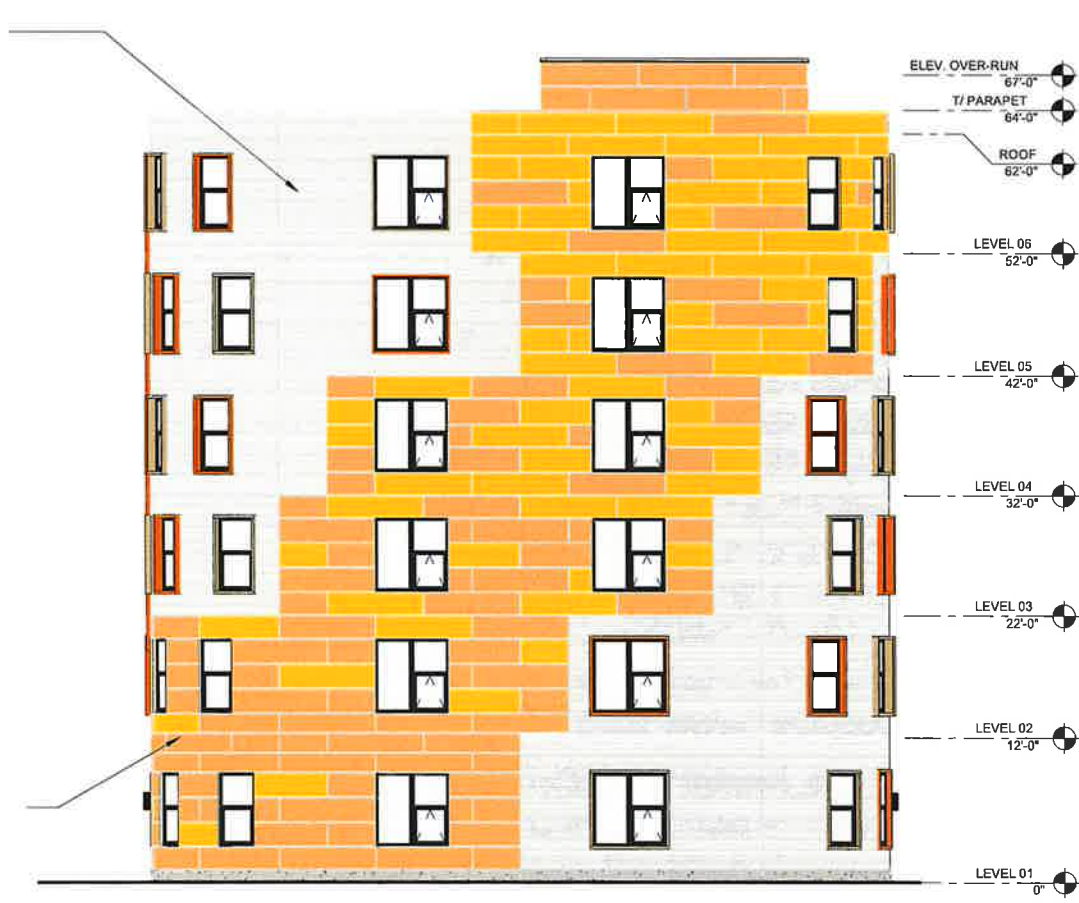 ELEV. OVER-RUN
67'-0"
T/ PARAPET
64'-0"
ROOF
62'-0"
LEVEL 06
52'-0"
LEVEL 05
42'-0"
LEVEL 04
32'-0"
LEVEL 03
22'-0"
LEVEL 02
12'-0"
LEVEL 01
0"